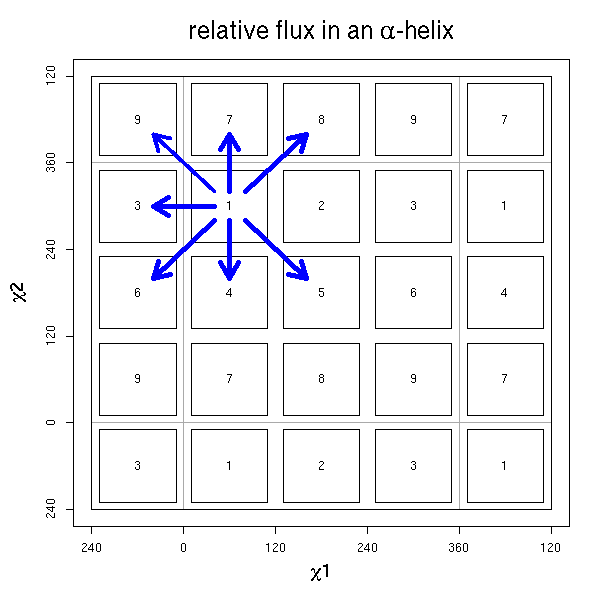 relative flux in an α-helix
120
9 7 8 9 7
360
3 1 2 3 1
240
6 4 5 6 4
χ2
120
9 7 8 9 7
0
3 1 2 3 1
240
240 0 120 240 360 120
χ1